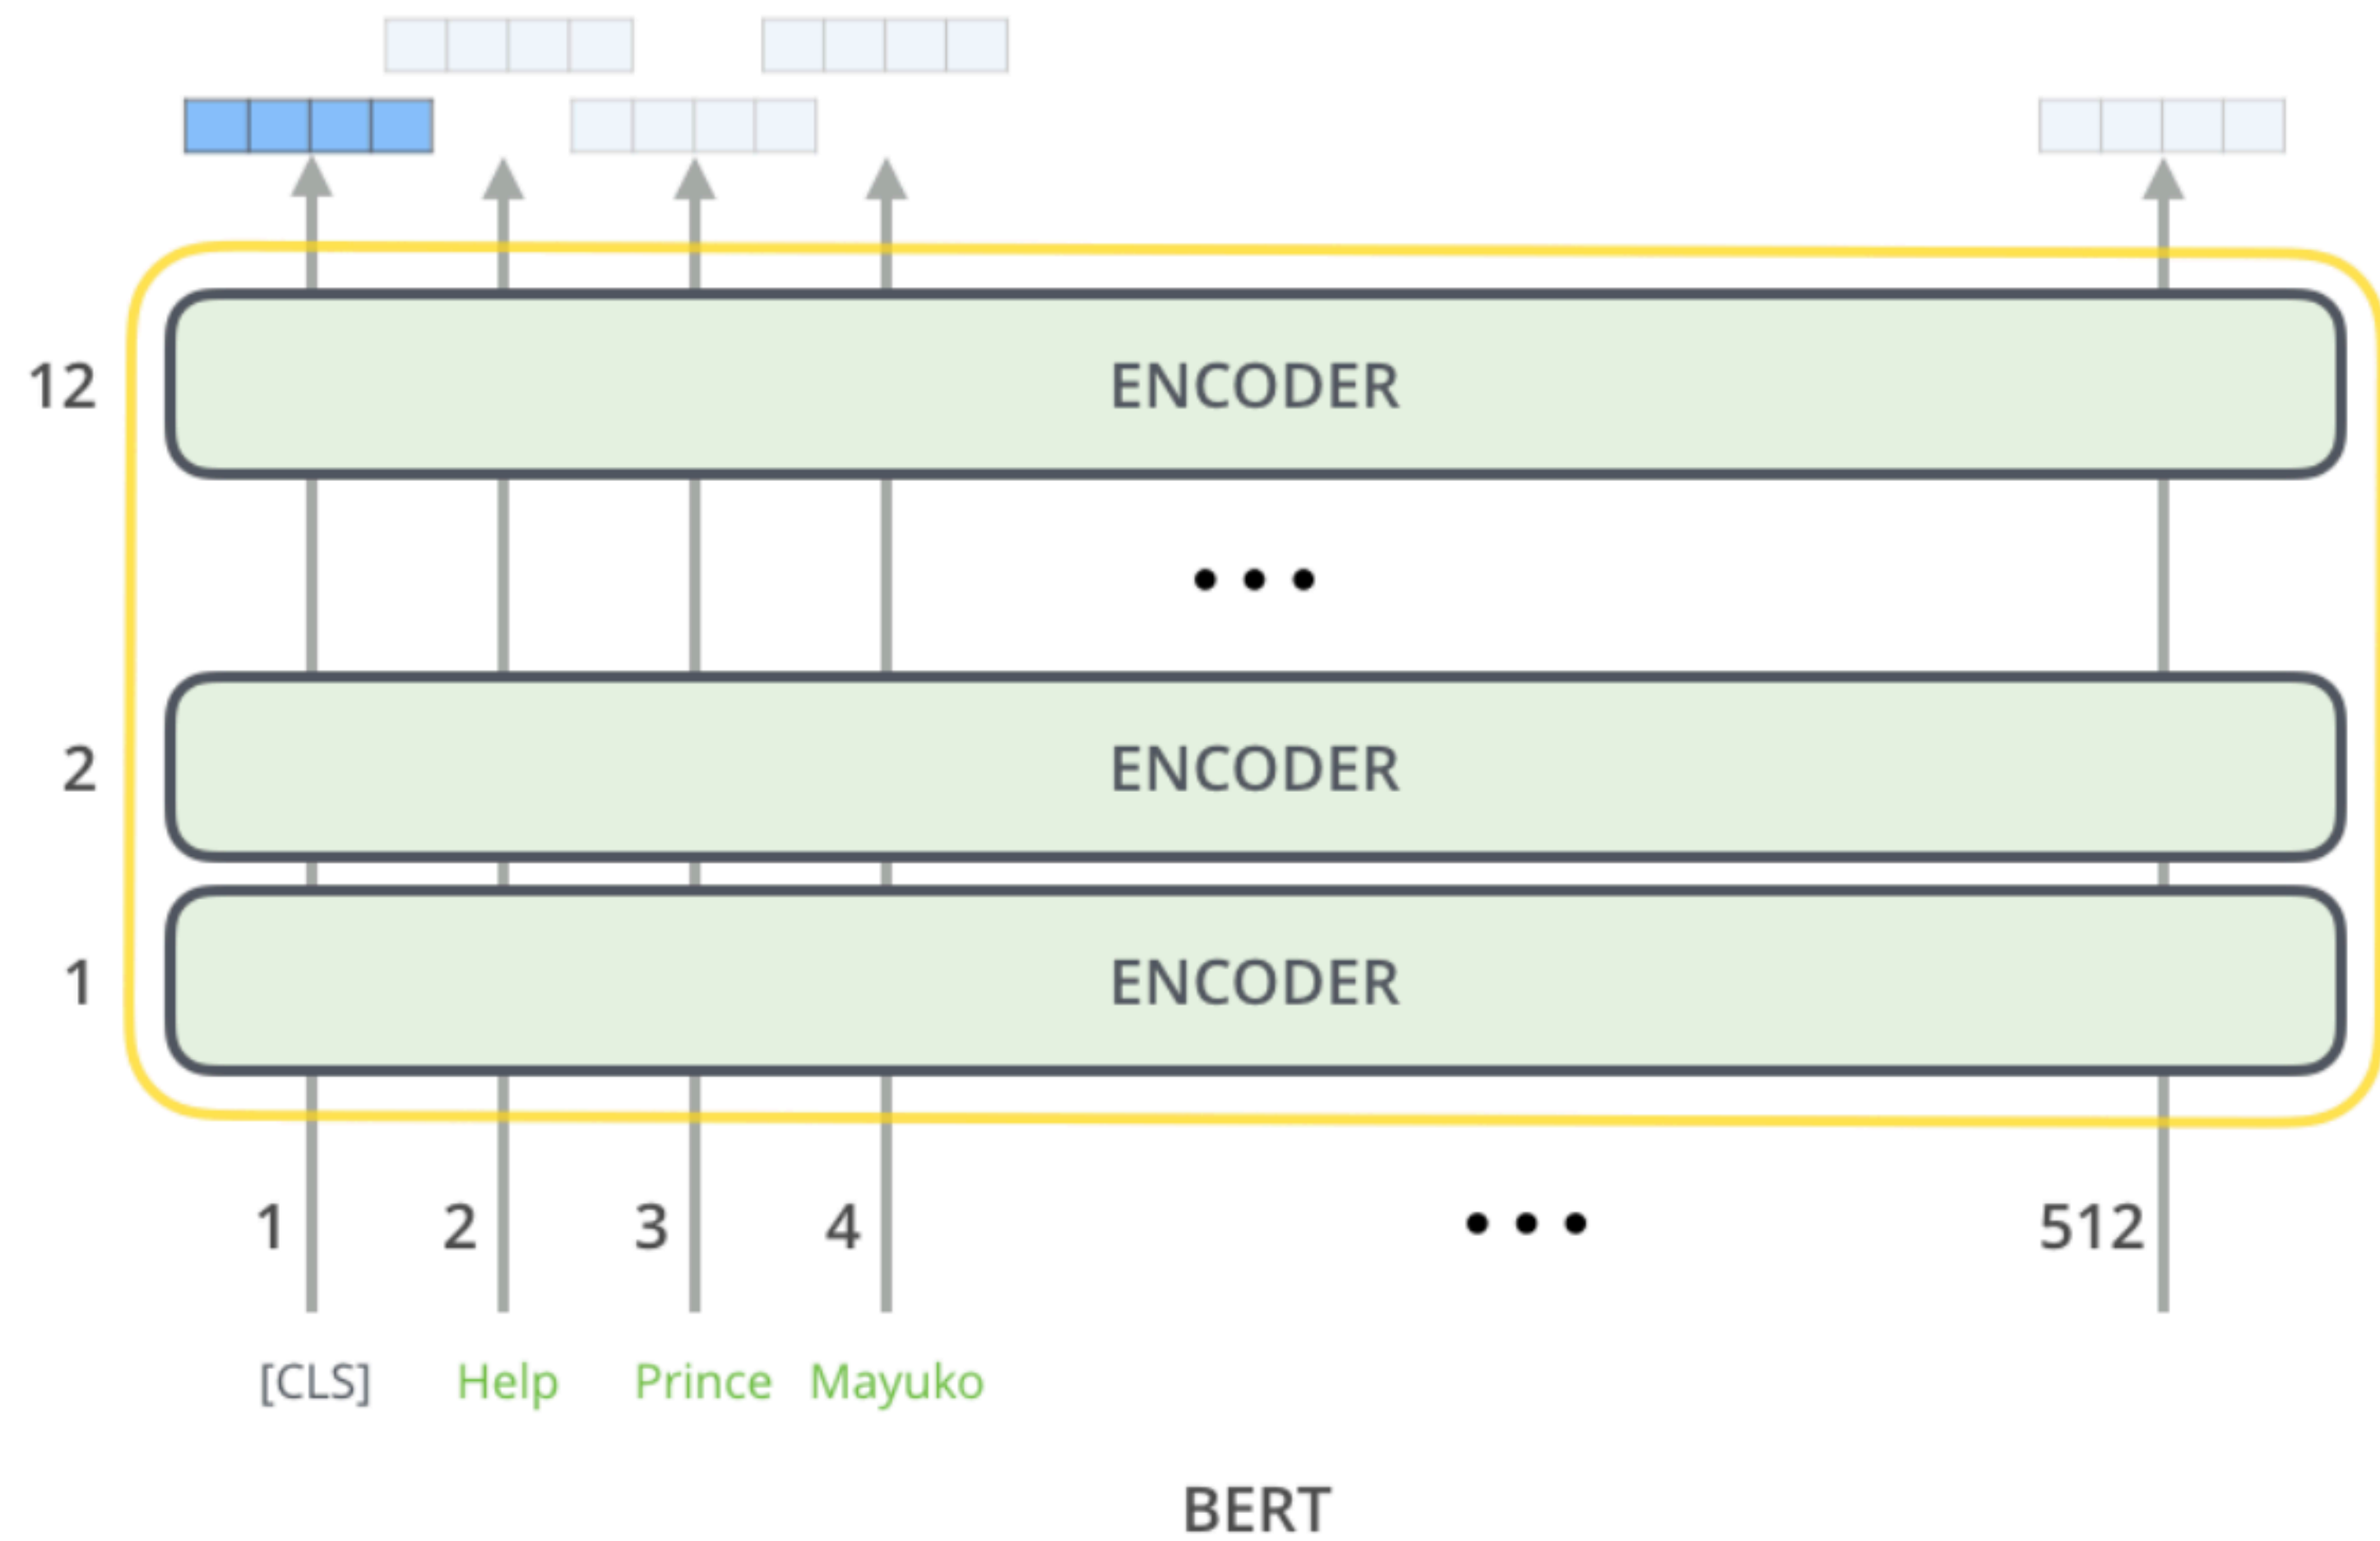 12 ENCODER
• • •
2 ENCODER
1 ENCODER
1 2 3 4 • • • 512
[CLS] Help Prince Mayuko
BERT